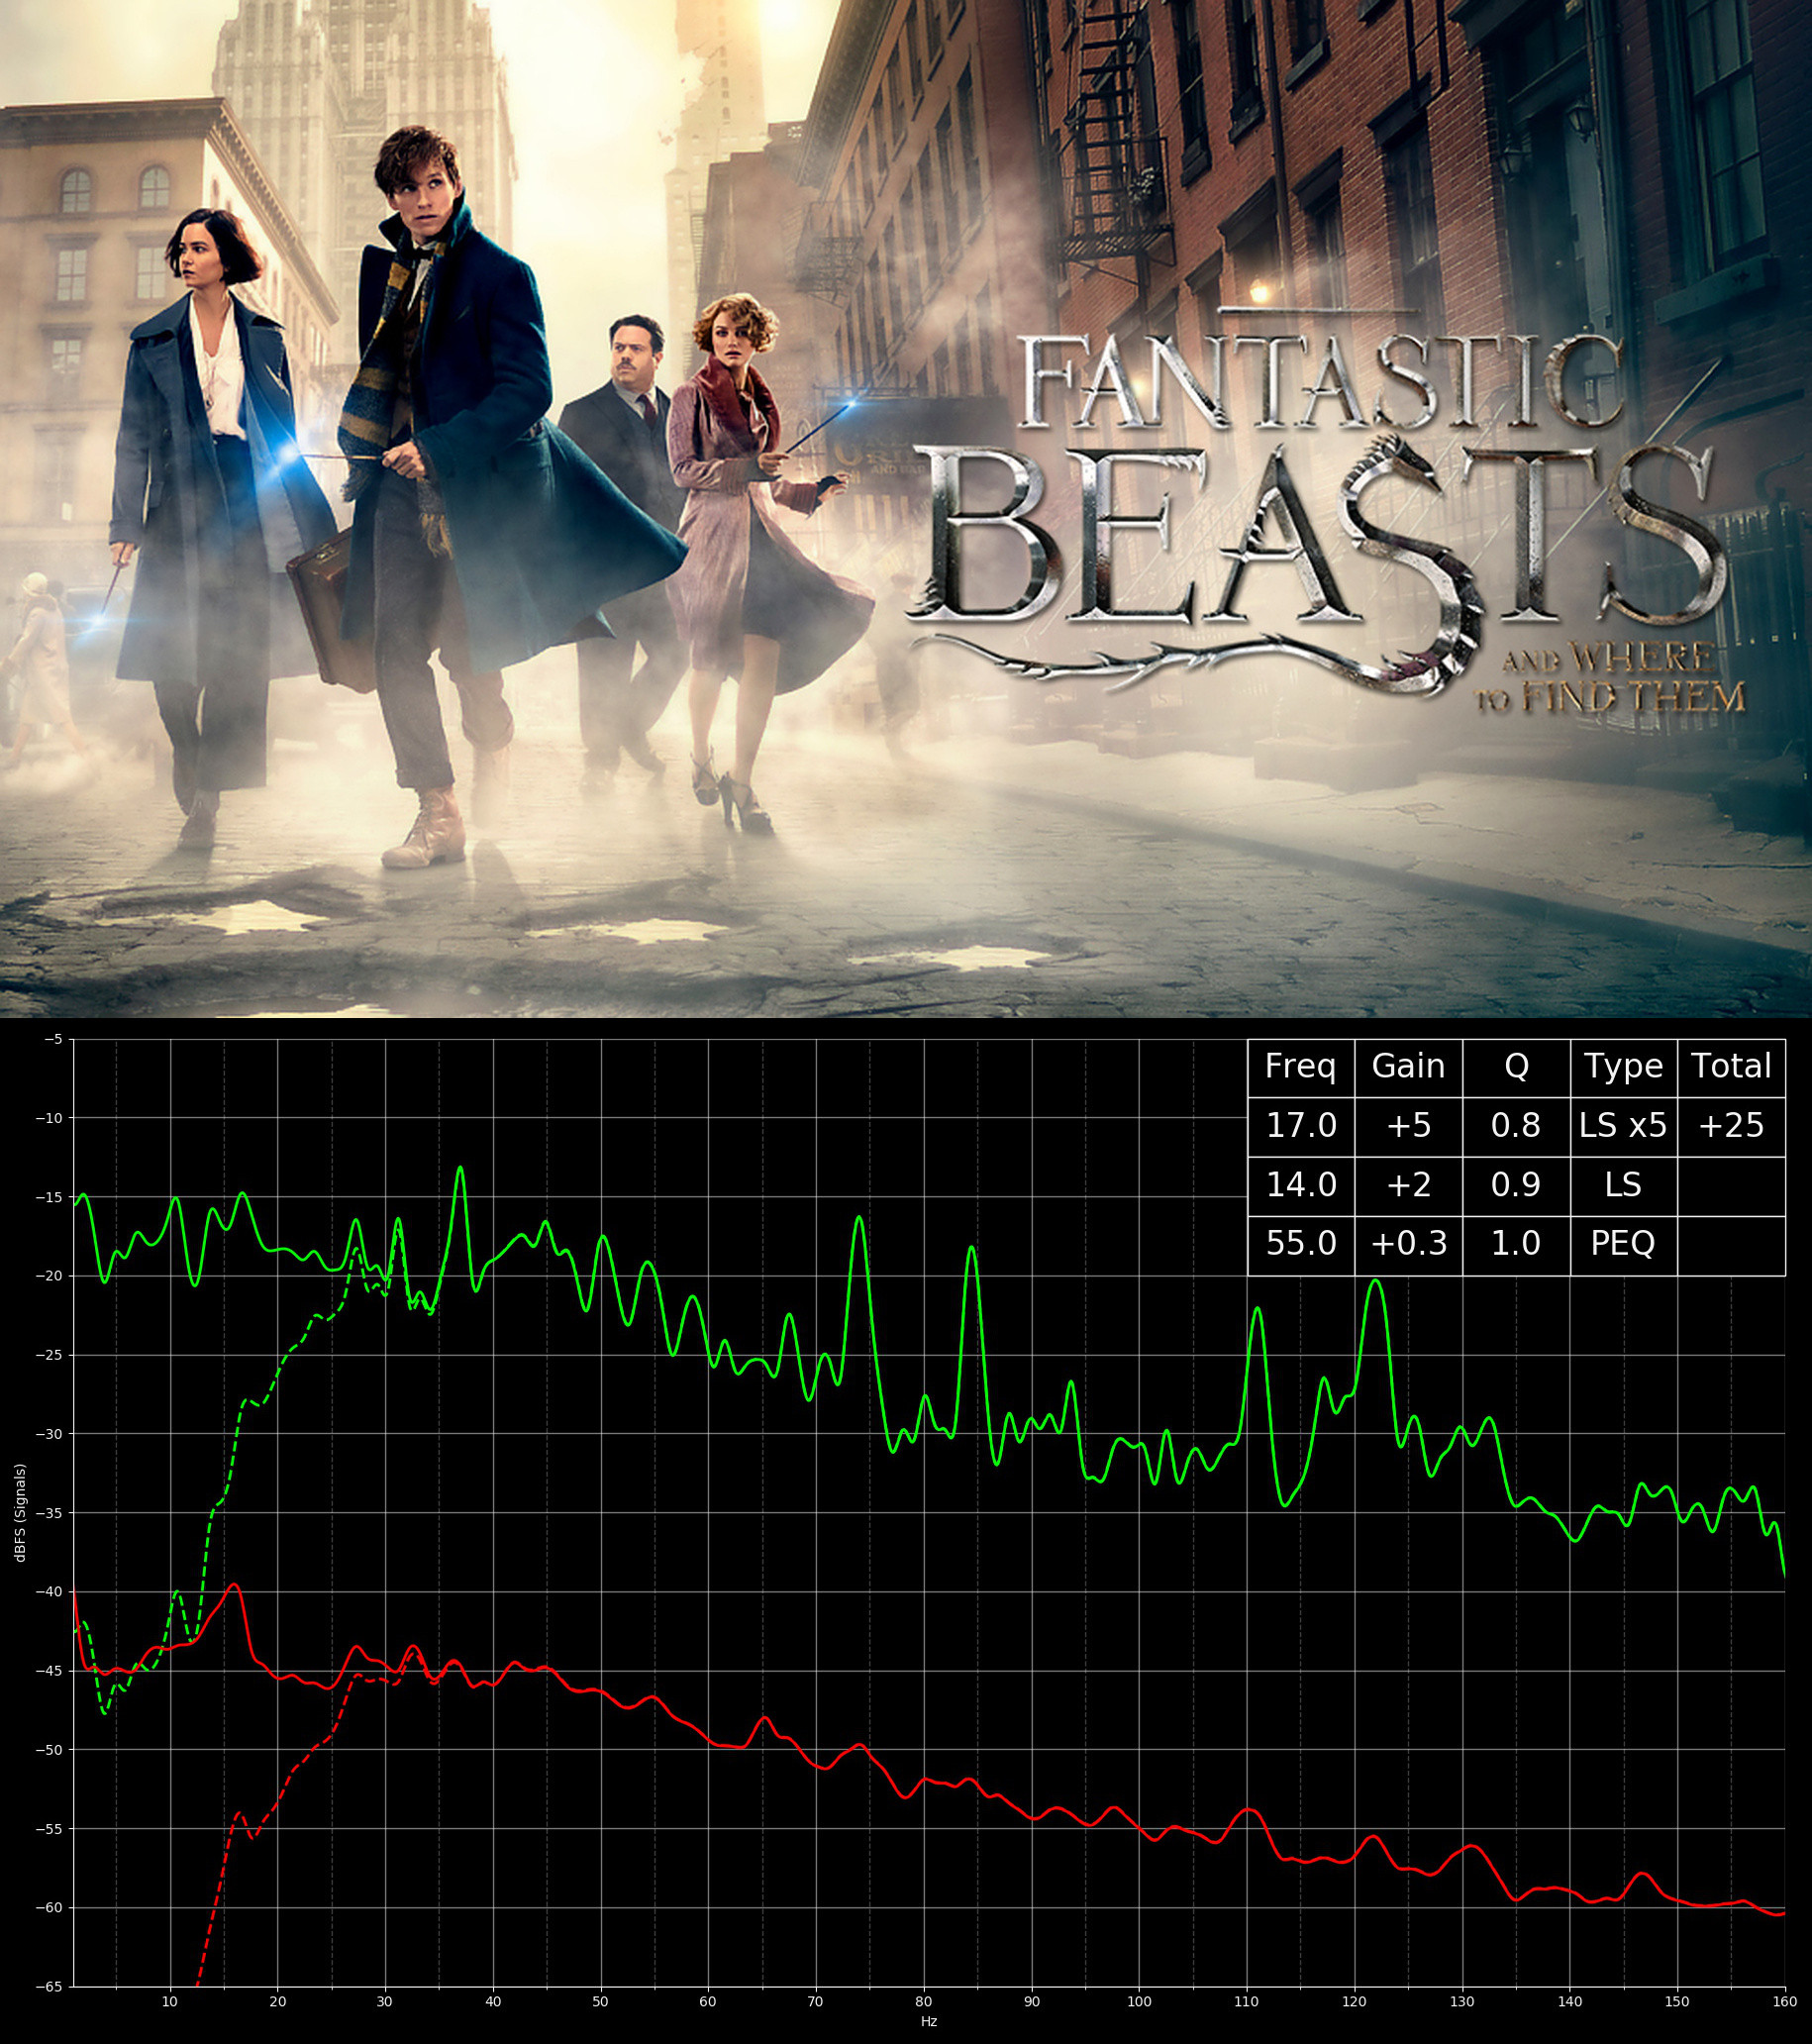 FANTASTIC
BEASTS
AND WHERE
TO FIND THEM
Freq Gain Q Type Total
17.0 +5 0.8 LS x5 +25
14.0 +2 0.9 LS
55.0 +0.3 1.0 PEQ
−5
−10
−15
−20
−25
−30
−35
−40
−45
−50
−55
−60
−65
dBFS (Signals)
10 20 30 40 50 60 70 80 90 100 110 120 130 140 150 160
Hz